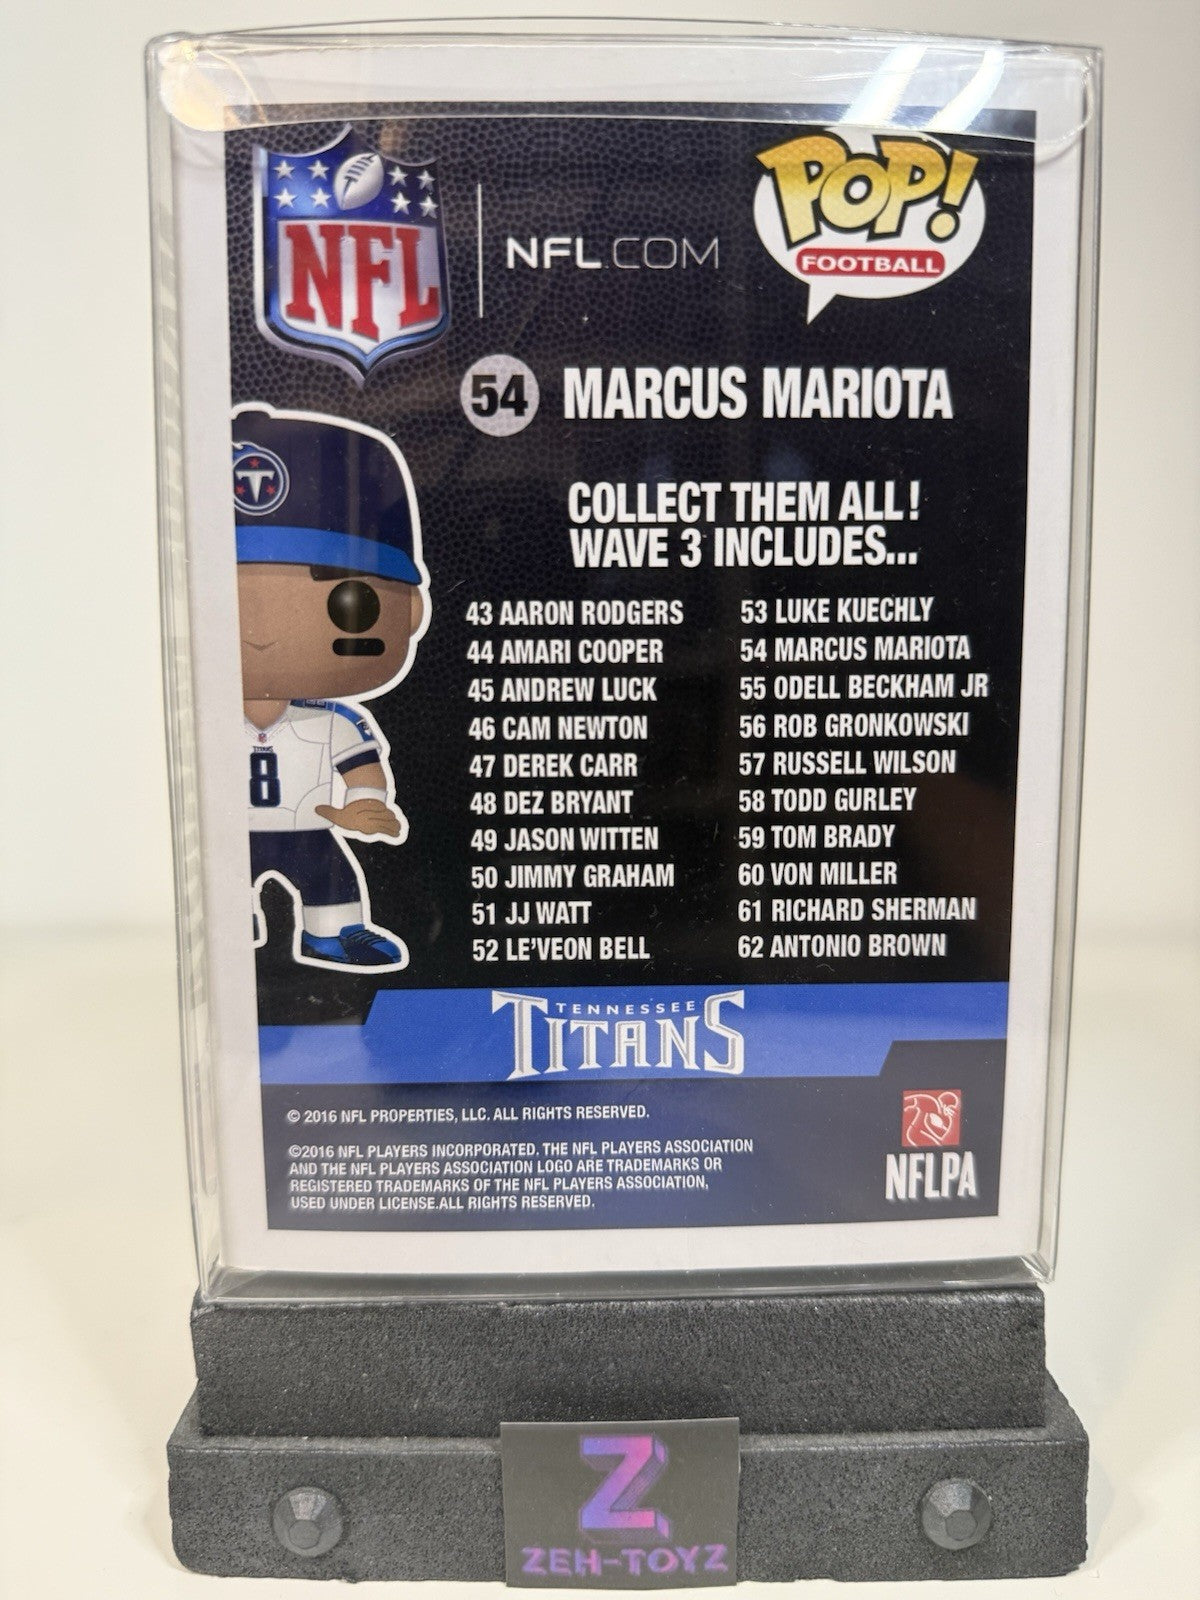 NFL
NFL.COM
POP!
FOOTBALL
54 MARCUS MARIOTA
COLLECT THEM ALL!
WAVE 3 INCLUDES...
43 AARON RODGERS
44 AMARI COOPER
45 ANDREW LUCK
46 CAM NEWTON
47 DEREK CARR
48 DEZ BRYANT
49 JASON WITTEN
50 JIMMY GRAHAM
51 JJ WATT
52 LE'VEON BELL
53 LUKE KUECHLY
54 MARCUS MARIOTA
55 ODELL BECKHAM JR
56 ROB GRONKOWSKI
57 RUSSELL WILSON
58 TODD GURLEY
59 TOM BRADY
60 VON MILLER
61 RICHARD SHERMAN
62 ANTONIO BROWN
T
TITANS
8
TENNESSEE
TITANS
© 2016 NFL PROPERTIES, LLC. ALL RIGHTS RESERVED.
©2016 NFL PLAYERS INCORPORATED. THE NFL PLAYERS ASSOCIATION
AND THE NFL PLAYERS ASSOCIATION LOGO ARE TRADEMARKS OR
REGISTERED TRADEMARKS OF THE NFL PLAYERS ASSOCIATION,
USED UNDER LICENSE.ALL RIGHTS RESERVED.
NFLPA
Z
ZEH-TOYZ